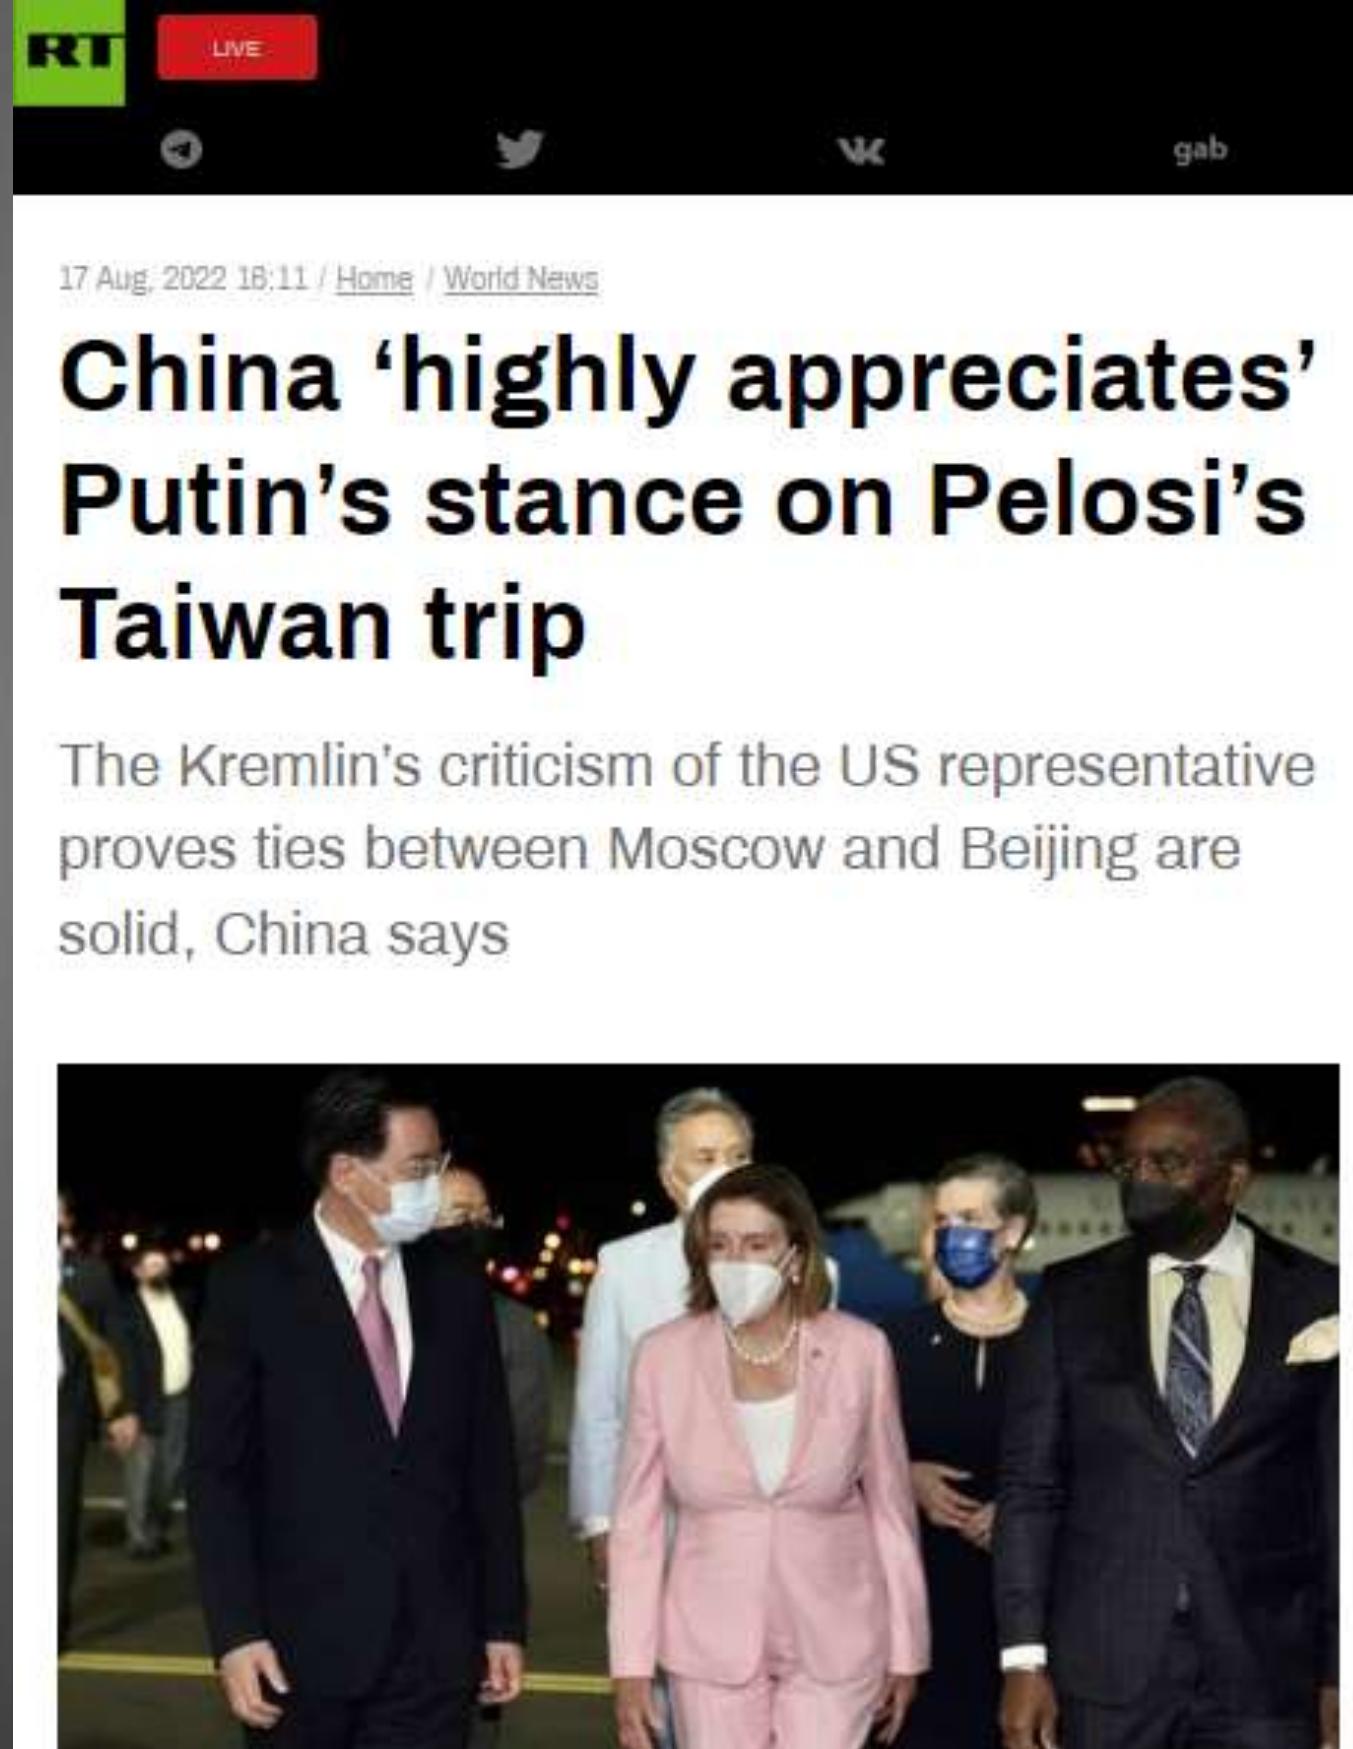 RT
LIVE
gab
17 Aug, 2022 16:11 / Home / World News
China ‘highly appreciates’
Putin’s stance on Pelosi’s
Taiwan trip
The Kremlin’s criticism of the US representative
proves ties between Moscow and Beijing are
solid, China says